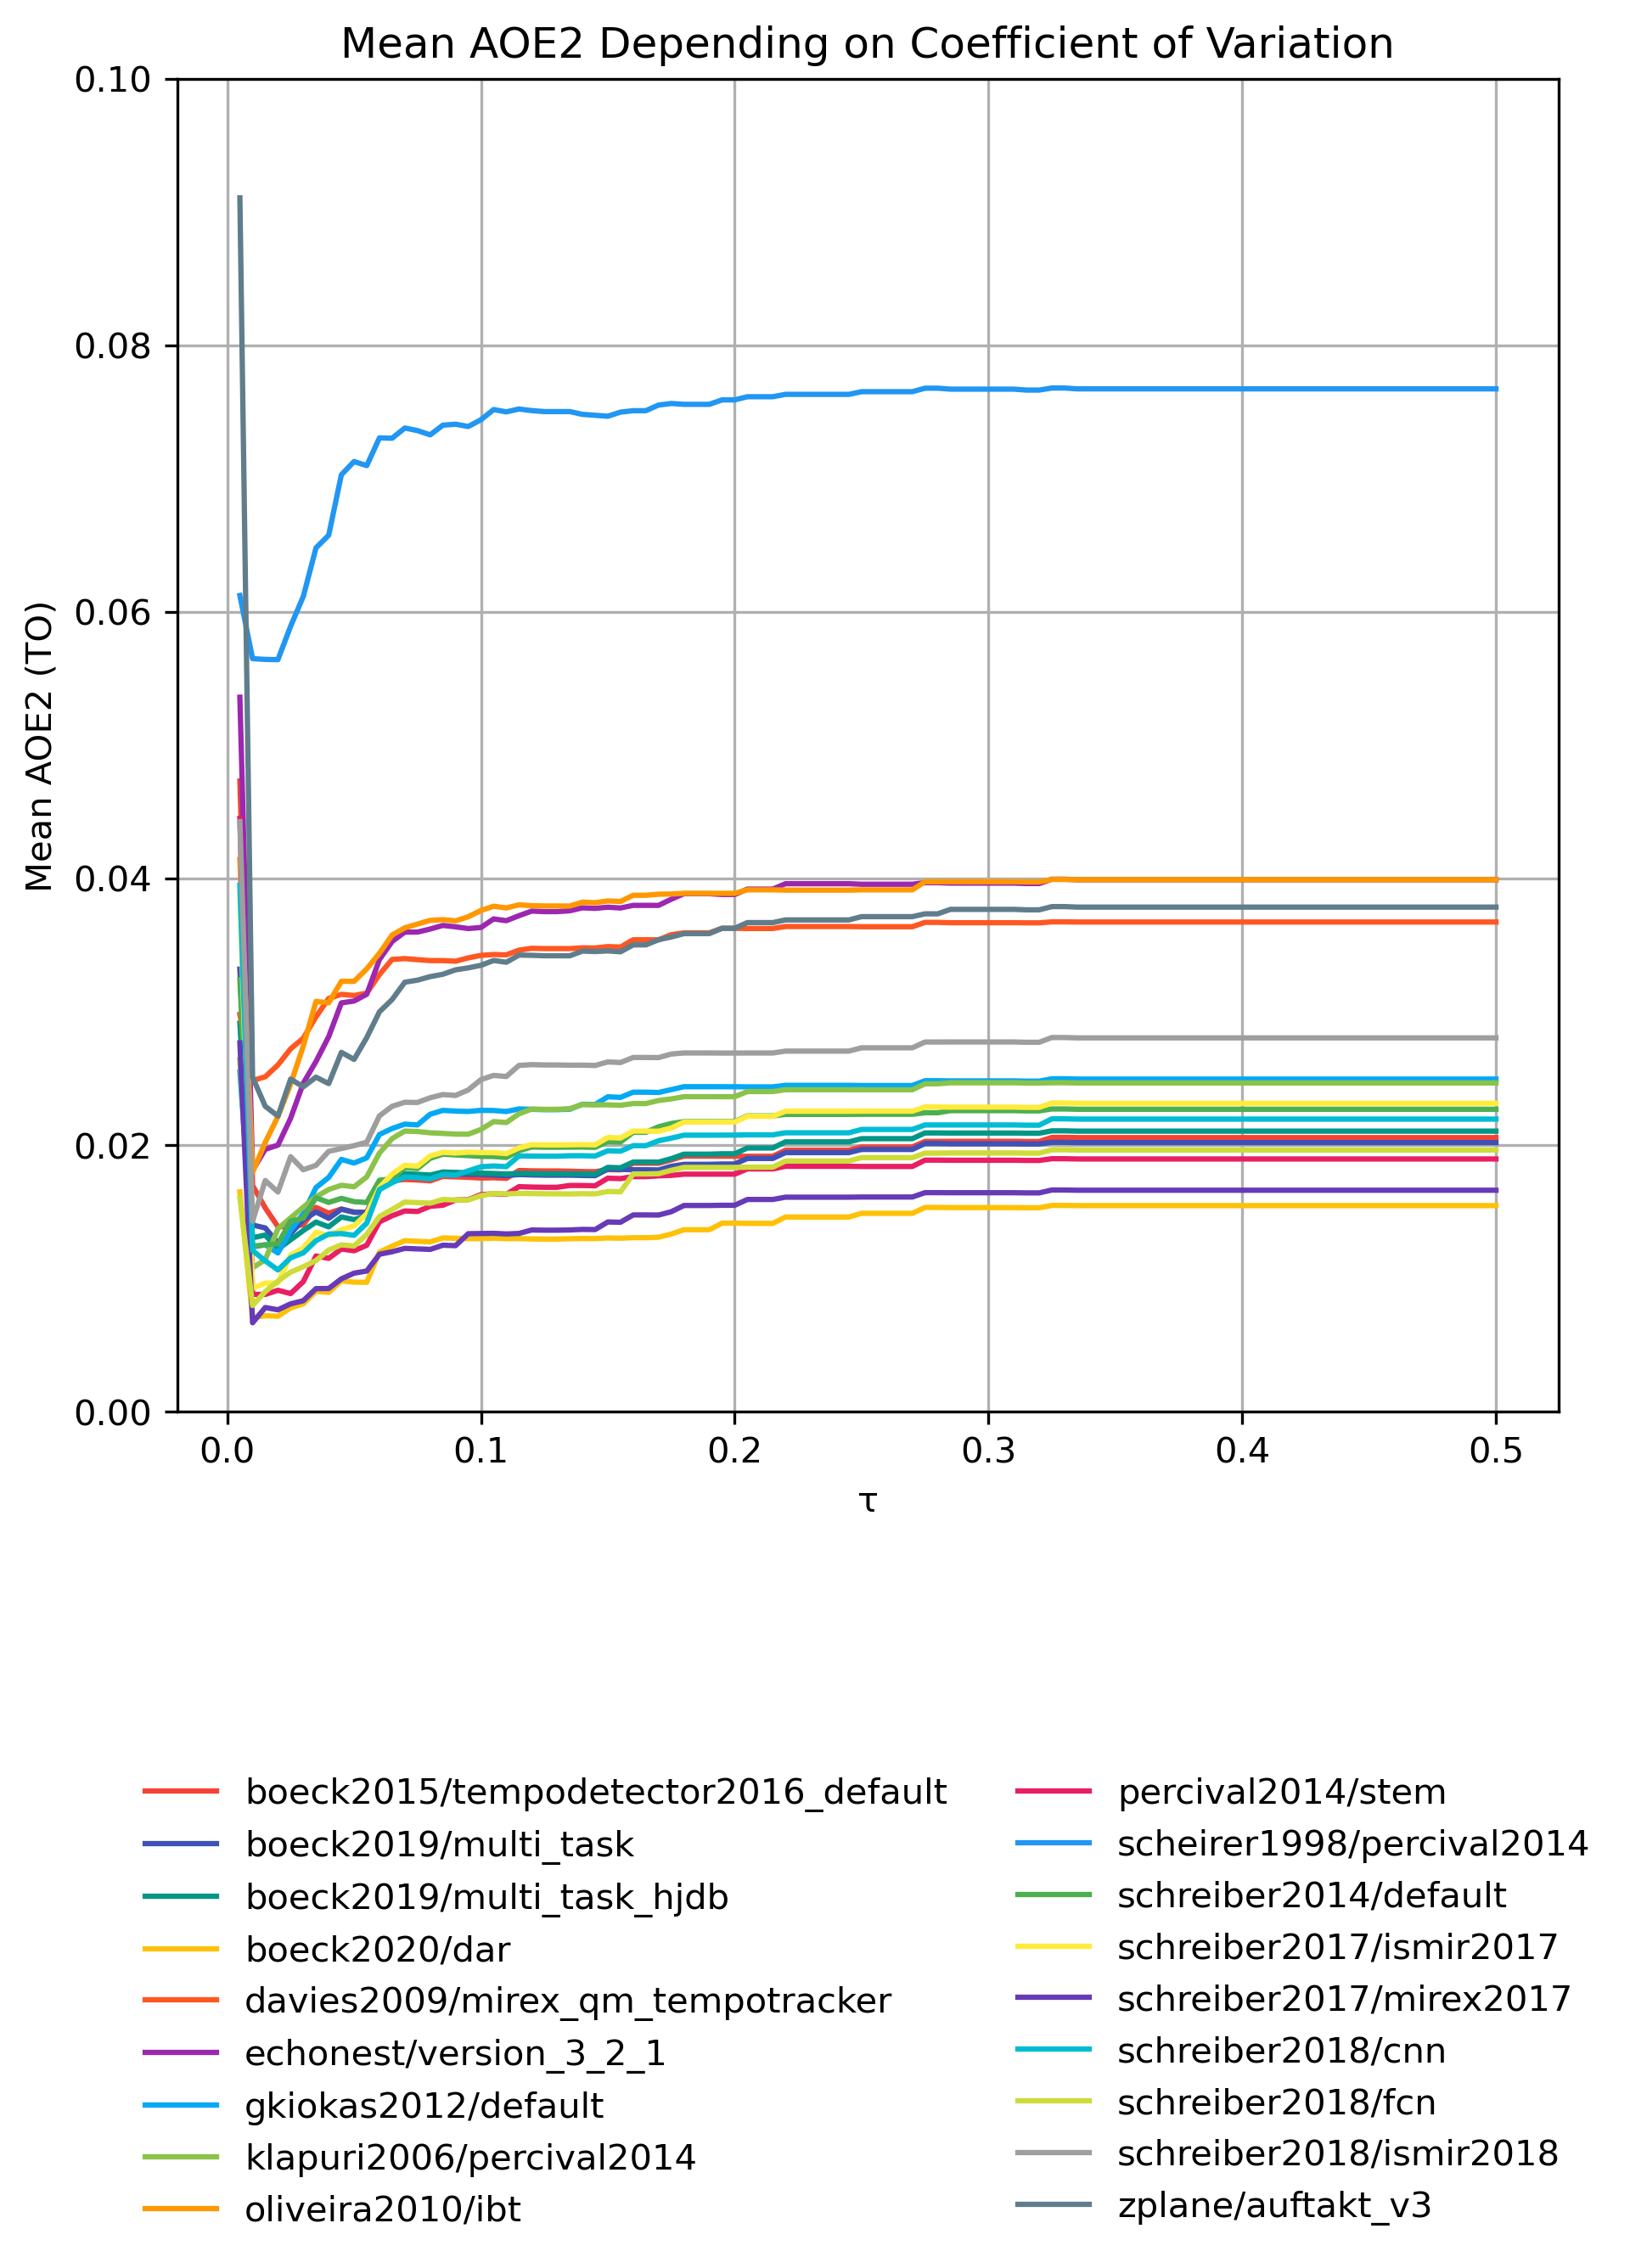 Mean AOE2 Depending on Coefficient of Variation
0.10
0.08
0.06
0.04
0.02
0.00
Mean AOE2 (TO)
0.0 0.1 0.2 0.3 0.4 0.5
τ
boeck2015/tempodetector2016_default
boeck2019/multi_task
boeck2019/multi_task_hjdb
boeck2020/dar
davies2009/mirex_qm_tempotracker
echonest/version_3_2_1
gkiokas2012/default
klapuri2006/percival2014
oliveira2010/ibt
percival2014/stem
scheirer1998/percival2014
schreiber2014/default
schreiber2017/ismir2017
schreiber2017/mirex2017
schreiber2018/cnn
schreiber2018/fcn
schreiber2018/ismir2018
zplane/auftakt_v3